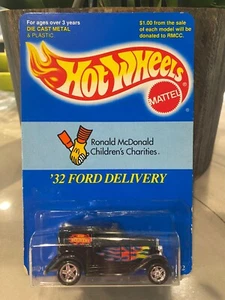 For ages over 3 years
DIE CAST METAL
& PLASTIC
$1.00 from the sale
of each model will be
donated to RMCC.
Hot Wheels
MATTEL
Ronald McDonald
Children's Charities
'32 FORD DELIVERY